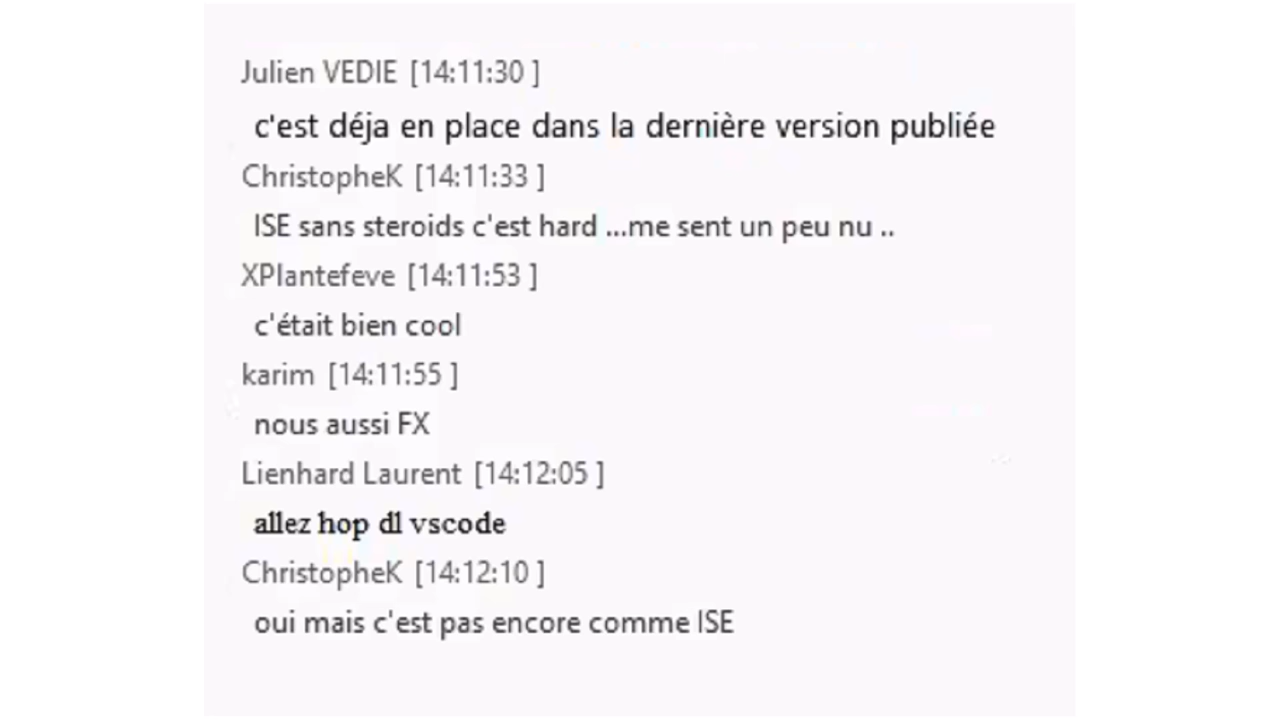 Julien VEDIE [14:11:30 ]
c'est déja en place dans la dernière version publiée
ChristopheK [14:11:33 ]
ISE sans steroids c'est hard ...me sent un peu nu ..
XPlantefeve [14:11:53 ]
c'était bien cool
karim [14:11:55 ]
nous aussi FX
Lienhard Laurent [14:12:05 ]
allez hop dl vscode
ChristopheK [14:12:10 ]
oui mais c'est pas encore comme ISE